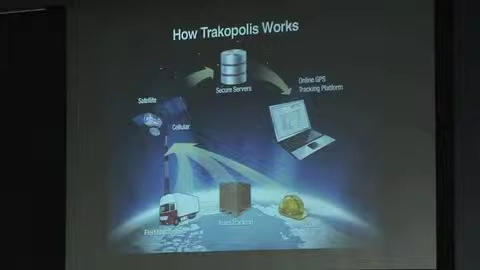 How Trakopolis Works
Secure Servers
Online GPS
Tracking Platform
Satellite
Cellular